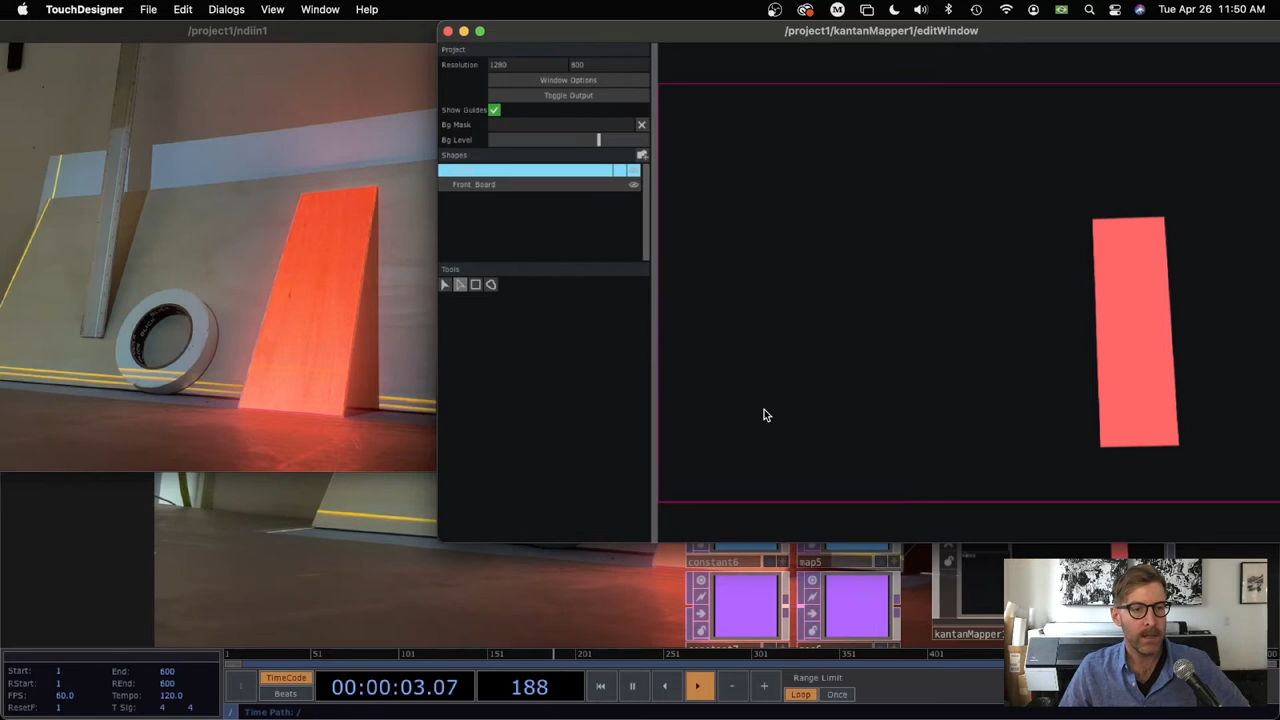 TouchDesigner File Edit Dialogs View Window Help Tue Apr 26 11:50 AM
/project1/ndiin1
/project1/kantanMapper1/editWindow
Project
Resolution 1280 800
Window Options
Toggle Output
Show Guides
Bg Mask
Bg Level
Shapes
Front_Board
Tools
constant6 map5
kantanMapper1
1 51 101 151 201 251 301 351 401
Start: 1 End: 600
RStart: 1 REnd: 600
FPS: 60.0 Tempo: 120.0
ResetF: 1 T Sig: 4 4
TimeCode
Beats
00:00:03.07
188
Range Limit
Loop Once
/ Time Path: /